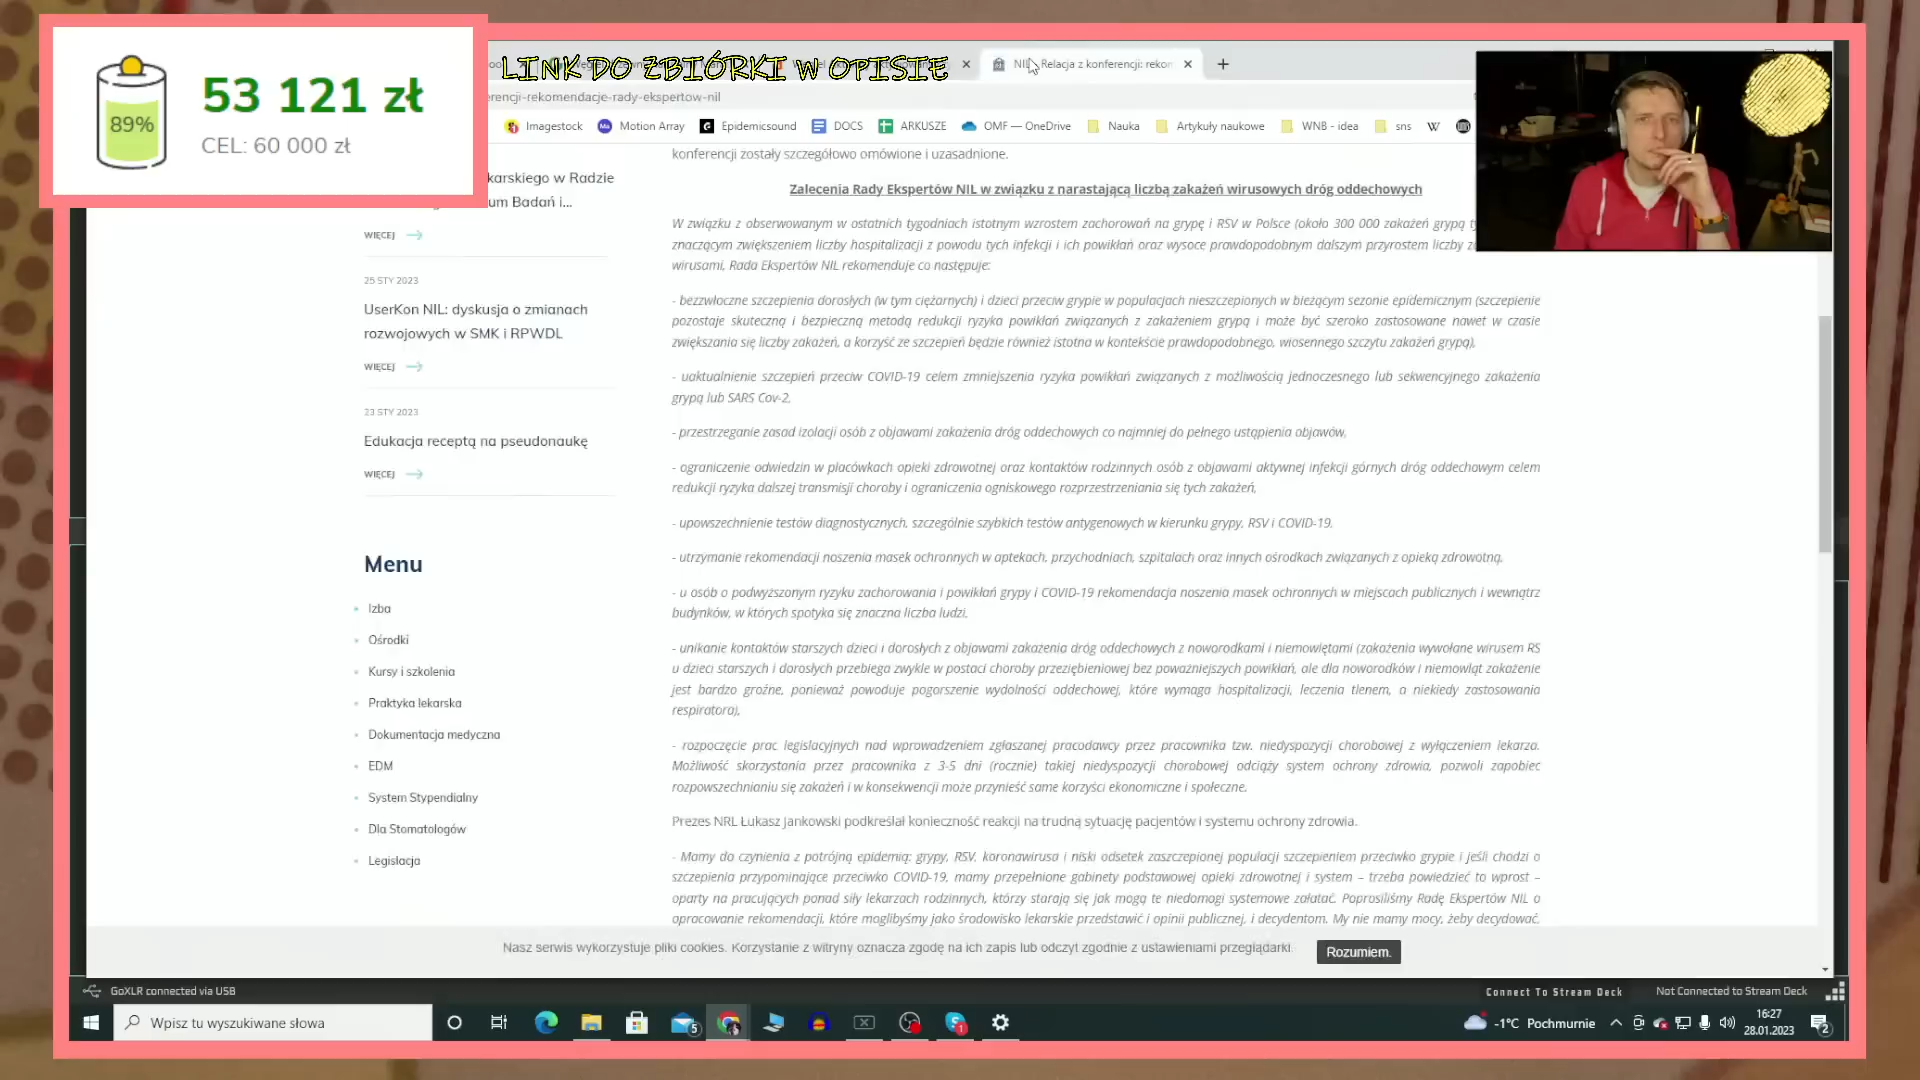 89%
53 121 zł
CEL: 60 000 zł
LINK DO ZBIÓRKI W OPISIE
Relacja z konferencji: rekon
erencji-rekomendacje-rady-ekspertow-nil
Imagestock
Motion Array
Epidemicsound
DOCS
ARKUSZE
OMF — OneDrive
Nauka
Artykuły naukowe
WNB - idea
sns
karskiego w Radzie
um Badań i...
WIĘCEJ
25 STY 2023
UserKon NIL: dyskusja o zmianach
rozwojowych w SMK i RPWDL
WIĘCEJ
23 STY 2023
Edukacja receptą na pseudonaukę
WIĘCEJ
Menu
Izba
Ośrodki
Kursy i szkolenia
Praktyka lekarska
Dokumentacja medyczna
EDM
System Stypendialny
Dla Stomatologów
Legislacja
konferencji zostały szczegółowo omówione i uzasadnione.
Zalecenia Rady Ekspertów NIL w związku z narastającą liczbą zakażeń wirusowych dróg oddechowych
W związku z obserwowanym w ostatnich tygodniach istotnym wzrostem zachorowań na grypę i RSV w Polsce (około 300 000 zakażeń grypą
znaczącym zwiększeniem liczby hospitalizacji z powodu tych infekcji i ich powikłań oraz wysoce prawdopodobnym dalszym przyrostem liczby
wirusami, Rada Ekspertów NIL rekomenduje co następuje:
- bezzwłoczne szczepienia dorosłych (w tym ciężarnych) i dzieci przeciw grypie w populacjach nieszczepionych w bieżącym sezonie epidemicznym (szczepienie
pozostaje skuteczną i bezpieczną metodą redukcji ryzyka powikłań związanych z zakażeniem grypą i może być szeroko zastosowane nawet w czasie
zwiększania się liczby zakażeń, a korzyść ze szczepień będzie również istotna w kontekście prawdopodobnego, wiosennego szczytu zakażeń grypą),
- uaktualnienie szczepień przeciw COVID-19 celem zmniejszenia ryzyka powikłań związanych z możliwością jednoczesnego lub sekwencyjnego zakażenia
grypą lub SARS Cov-2,
- przestrzeganie zasad izolacji osób z objawami zakażenia dróg oddechowych co najmniej do pełnego ustąpienia objawów,
- ograniczenie odwiedzin w placówkach opieki zdrowotnej oraz kontaktów rodzinnych osób z objawami aktywnej infekcji górnych dróg oddechowym celem
redukcji ryzyka dalszej transmisji choroby i ograniczenia ogniskowego rozprzestrzeniania się tych zakażeń,
- upowszechnienie testów diagnostycznych, szczególnie szybkich testów antygenowych w kierunku grypy, RSV i COVID-19,
- utrzymanie rekomendacji noszenia masek ochronnych w aptekach, przychodniach, szpitalach oraz innych ośrodkach związanych z opieką zdrowotną,
- u osób o podwyższonym ryzyku zachorowania i powikłań grypy i COVID-19 rekomendacja noszenia masek ochronnych w miejscach publicznych i wewnątrz
budynków, w których spotyka się znaczna liczba ludzi,
- unikanie kontaktów starszych dzieci i dorosłych z objawami zakażenia dróg oddechowych z noworodkami i niemowlętami (zakażenia wywołane wirusem RS
u dzieci starszych i dorosłych przebiega zwykle w postaci choroby przeziębieniowej bez poważniejszych powikłań, ale dla noworodków i niemowląt zakażenie
jest bardzo groźne, ponieważ powoduje pogorszenie wydolności oddechowej, które wymaga hospitalizacji, leczenia tlenem, a niekiedy zastosowania
respiratora),
- rozpoczęcie prac legislacyjnych nad wprowadzeniem zgłaszanej pracodawcy przez pracownika tzw. niedyspozycji chorobowej z wyłączeniem lekarza.
Możliwość skorzystania przez pracownika z 3-5 dni (rocznie) takiej niedyspozycji chorobowej odciąży system ochrony zdrowia, pozwoli zapobiec
rozpowszechnianiu się zakażeń i w konsekwencji może przynieść same korzyści ekonomiczne i społeczne.
Prezes NRL Łukasz Jankowski podkreślał konieczność reakcji na trudną sytuację pacjentów i systemu ochrony zdrowia.
- Mamy do czynienia z potrójną epidemią: grypy, RSV, koronawirusa i niski odsetek zaszczepionej populacji szczepieniem przeciwko grypie i jeśli chodzi o
szczepienia przypominające przeciwko COVID-19, mamy przepełnione gabinety podstawowej opieki zdrowotnej i system – trzeba powiedzieć to wprost –
oparty na pracujących ponad siły lekarzach rodzinnych, którzy starają się jak mogą te niedomagi systemowe załatać. Poprosiliśmy Radę Ekspertów NIL o
opracowanie rekomendacji, które moglibyśmy jako środowisko lekarskie przedstawić i opinii publicznej, i decydentom. My nie mamy mocy, żeby decydować,
Nasz serwis wykorzystuje pliki cookies. Korzystanie z witryny oznacza zgodę na ich zapis lub odczyt zgodnie z ustawieniami przeglądarki.
Rozumiem.
GoXLR connected via USB
Connect To Stream Deck
Not Connected to Stream Deck
Wpisz tu wyszukiwane słowa
5
1
-1°C Pochmurnie
16:27
28.01.2023
2